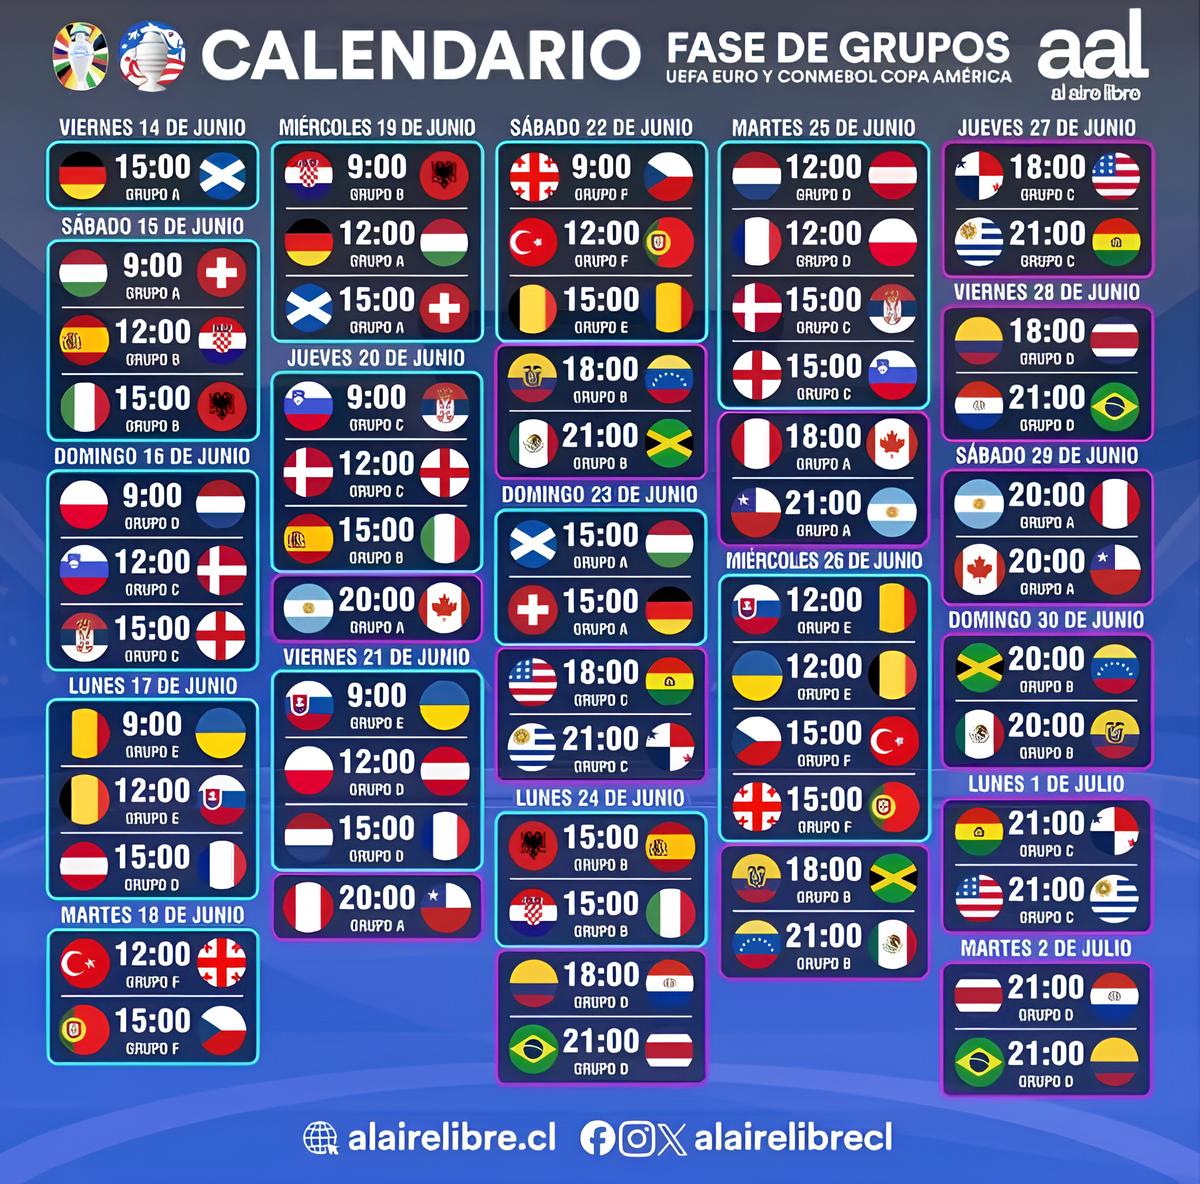 CALENDARIO
FASE DE GRUPOS
UEFA EURO Y CONMEBOL COPA AMÉRICA
aal
al aire libre
VIERNES 14 DE JUNIO
15:00
GRUPO A
SÁBADO 15 DE JUNIO
9:00
GRUPO A
12:00
GRUPO B
15:00
GRUPO B
DOMINGO 16 DE JUNIO
9:00
GRUPO D
12:00
GRUPO C
15:00
GRUPO C
LUNES 17 DE JUNIO
9:00
GRUPO E
12:00
GRUPO E
15:00
GRUPO D
MARTES 18 DE JUNIO
12:00
GRUPO F
15:00
GRUPO F
MIÉRCOLES 19 DE JUNIO
9:00
GRUPO B
12:00
GRUPO A
15:00
GRUPO A
JUEVES 20 DE JUNIO
9:00
GRUPO C
12:00
GRUPO C
15:00
GRUPO B
20:00
GRUPO A
VIERNES 21 DE JUNIO
9:00
GRUPO E
12:00
GRUPO D
15:00
GRUPO D
20:00
GRUPO A
SÁBADO 22 DE JUNIO
9:00
GRUPO F
12:00
GRUPO F
15:00
GRUPO E
18:00
GRUPO B
21:00
GRUPO B
DOMINGO 23 DE JUNIO
15:00
GRUPO A
15:00
GRUPO A
18:00
GRUPO C
21:00
GRUPO C
LUNES 24 DE JUNIO
15:00
GRUPO B
15:00
GRUPO B
18:00
GRUPO D
21:00
GRUPO D
MARTES 25 DE JUNIO
12:00
GRUPO D
12:00
GRUPO D
15:00
GRUPO C
15:00
GRUPO C
18:00
GRUPO A
21:00
GRUPO A
MIÉRCOLES 26 DE JUNIO
12:00
GRUPO E
12:00
GRUPO E
15:00
GRUPO F
15:00
GRUPO F
18:00
GRUPO B
21:00
GRUPO B
JUEVES 27 DE JUNIO
18:00
GRUPO C
21:00
GRUPO C
VIERNES 28 DE JUNIO
18:00
GRUPO D
21:00
GRUPO D
SÁBADO 29 DE JUNIO
20:00
GRUPO A
20:00
GRUPO A
DOMINGO 30 DE JUNIO
20:00
GRUPO B
20:00
GRUPO B
LUNES 1 DE JULIO
21:00
GRUPO C
21:00
GRUPO C
MARTES 2 DE JULIO
21:00
GRUPO D
21:00
GRUPO D
alairelibre.cl
alairelibrecl